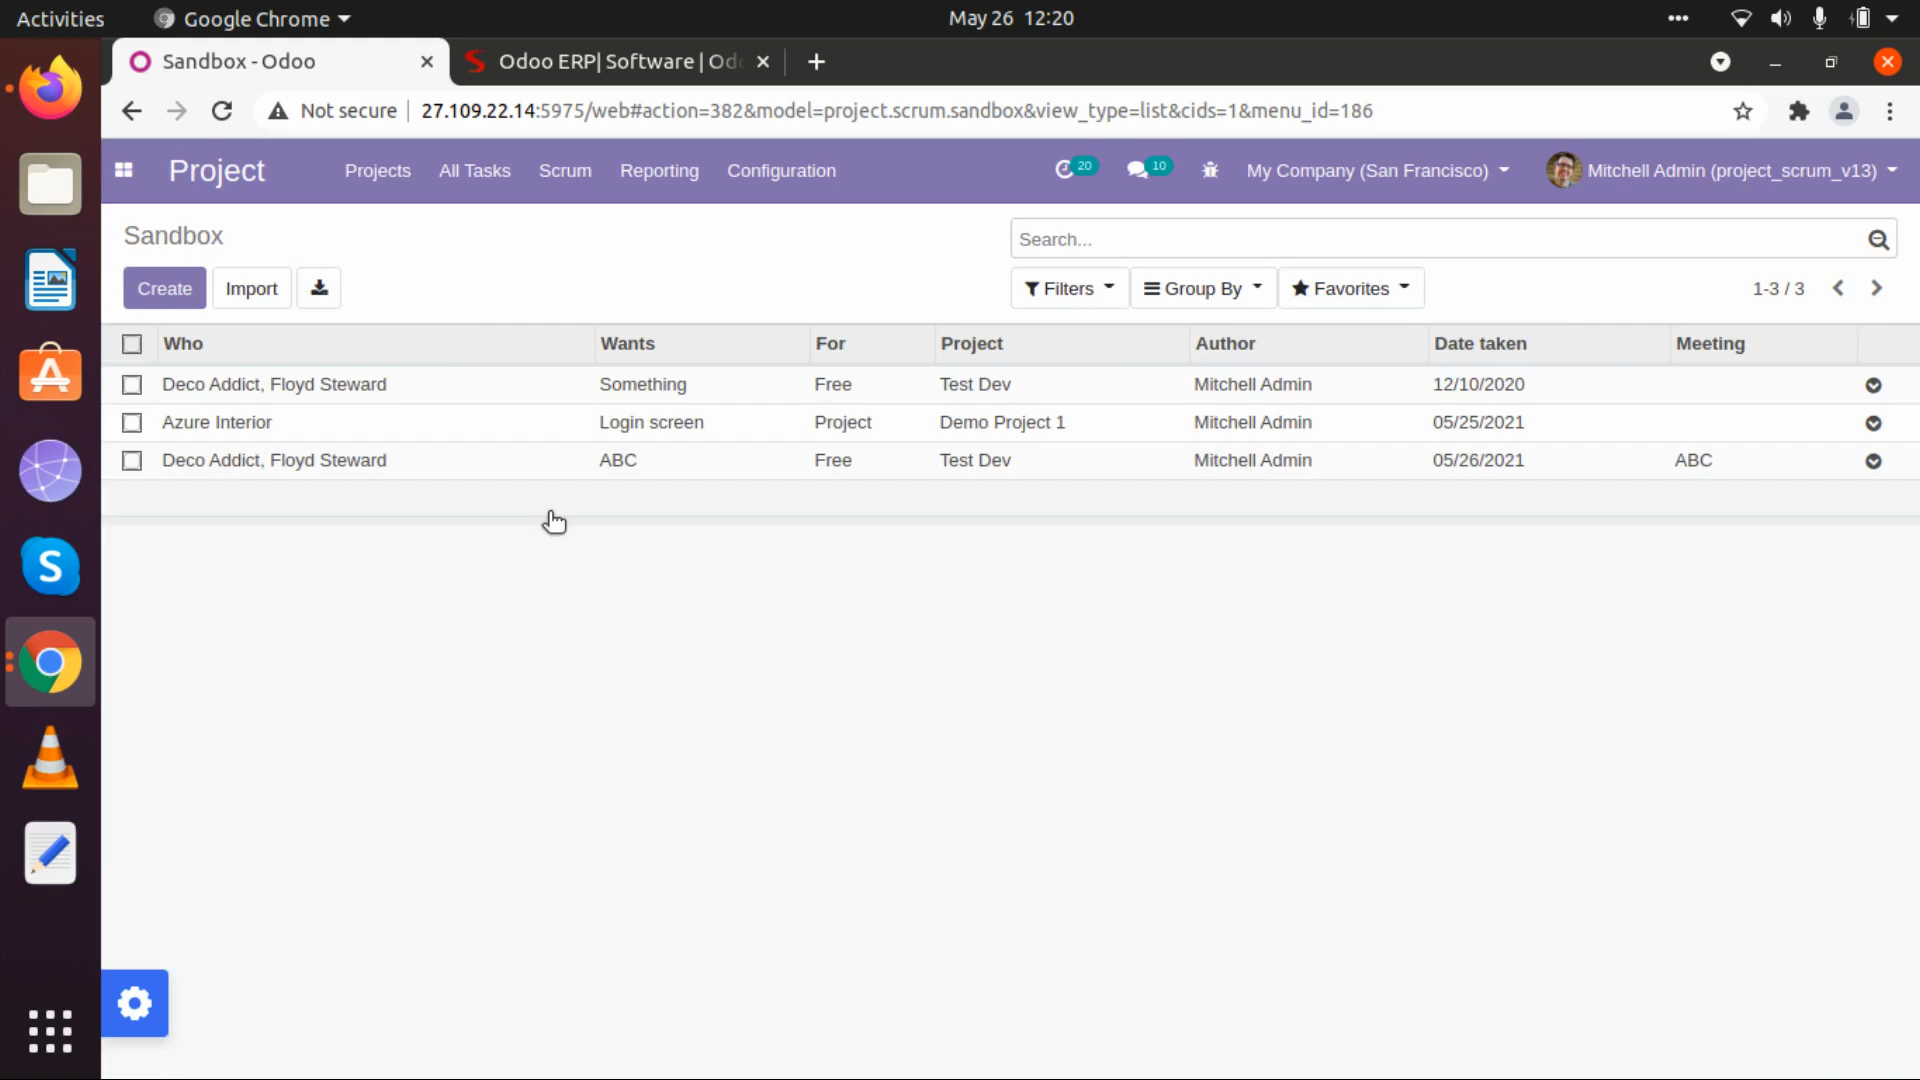 Activities Google Chrome May 26 12:20
Sandbox - Odoo Odoo ERP| Software | Od
Not secure 27.109.22.14:5975/web#action=382&model=project.scrum.sandbox&view_type=list&cids=1&menu_id=186
Project Projects All Tasks Scrum Reporting Configuration 20 10 My Company (San Francisco) Mitchell Admin (project_scrum_v13)
Sandbox Search...
Create Import Filters Group By Favorites 1-3 / 3
Who Wants For Project Author Date taken Meeting
Deco Addict, Floyd Steward Something Free Test Dev Mitchell Admin 12/10/2020
Azure Interior Login screen Project Demo Project 1 Mitchell Admin 05/25/2021
Deco Addict, Floyd Steward ABC Free Test Dev Mitchell Admin 05/26/2021 ABC